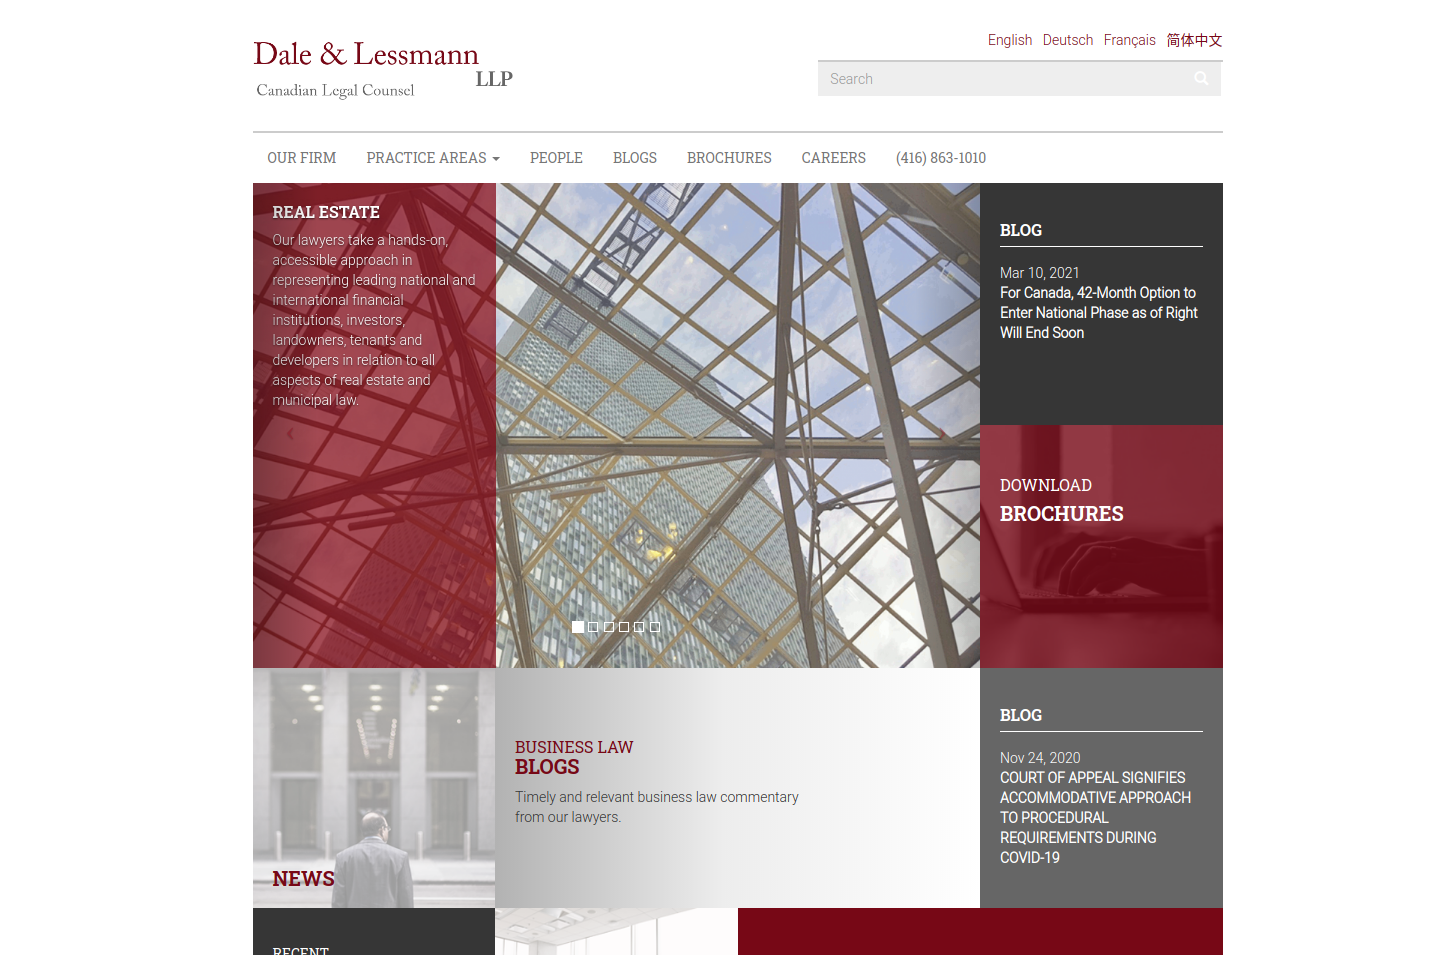 Dale & Lessmann
LLP
Canadian Legal Counsel
English Deutsch Français 简体中文
Search
OUR FIRM PRACTICE AREAS PEOPLE BLOGS BROCHURES CAREERS (416) 863-1010
REAL ESTATE
Our lawyers take a hands-on,
accessible approach in
representing leading national and
international financial
institutions, investors,
landowners, tenants and
developers in relation to all
aspects of real estate and
municipal law.
BLOG
Mar 10, 2021
For Canada, 42-Month Option to
Enter National Phase as of Right
Will End Soon
DOWNLOAD
BROCHURES
NEWS
BUSINESS LAW
BLOGS
Timely and relevant business law commentary
from our lawyers.
BLOG
Nov 24, 2020
COURT OF APPEAL SIGNIFIES
ACCOMMODATIVE APPROACH
TO PROCEDURAL
REQUIREMENTS DURING
COVID-19
RECENT